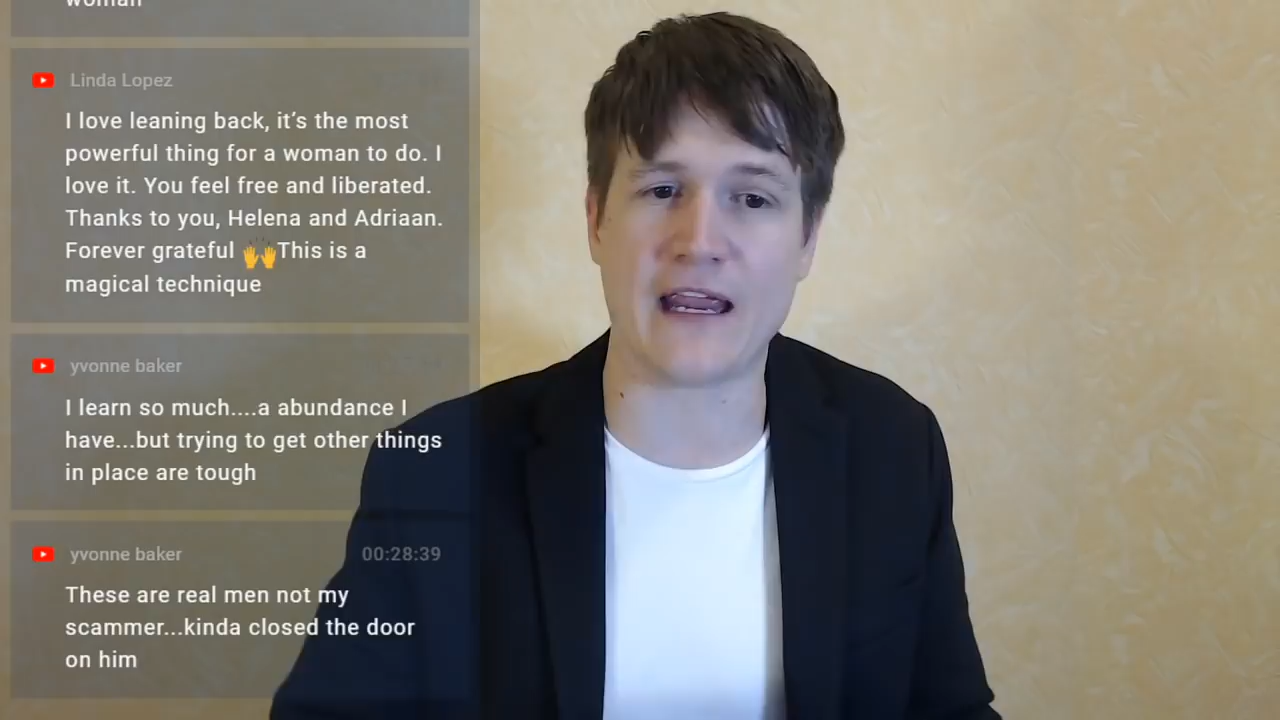 woman
Linda Lopez
I love leaning back, it’s the most
powerful thing for a woman to do. I
love it. You feel free and liberated.
Thanks to you, Helena and Adriaan.
Forever grateful 🙌This is a
magical technique
yvonne baker
I learn so much....a abundance I
have...but trying to get other things
in place are tough
yvonne baker 00:28:39
These are real men not my
scammer...kinda closed the door
on him